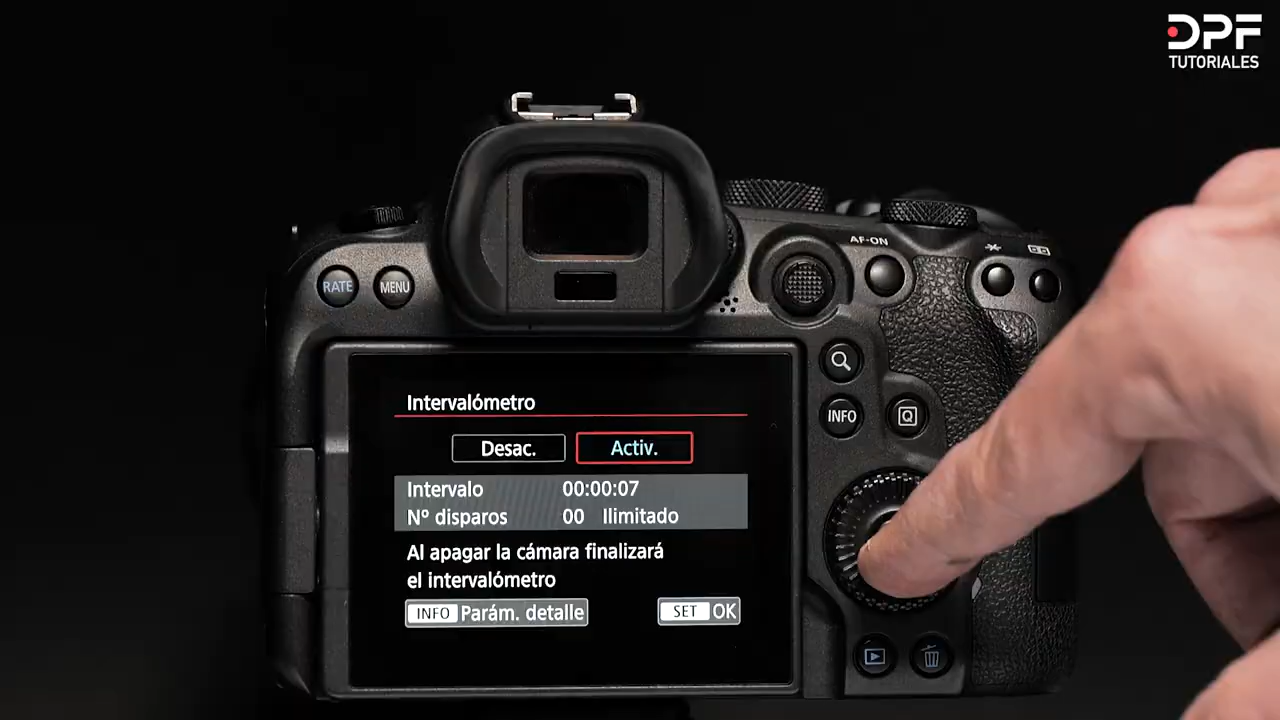 DPF
TUTORIALES
AF-ON
RATE
MENU
INFO
Q
Intervalómetro
Desac.
Activ.
Intervalo 00:00:07
Nº disparos 00 Ilimitado
Al apagar la cámara finalizará
el intervalómetro
INFO Parám. detalle
SET OK